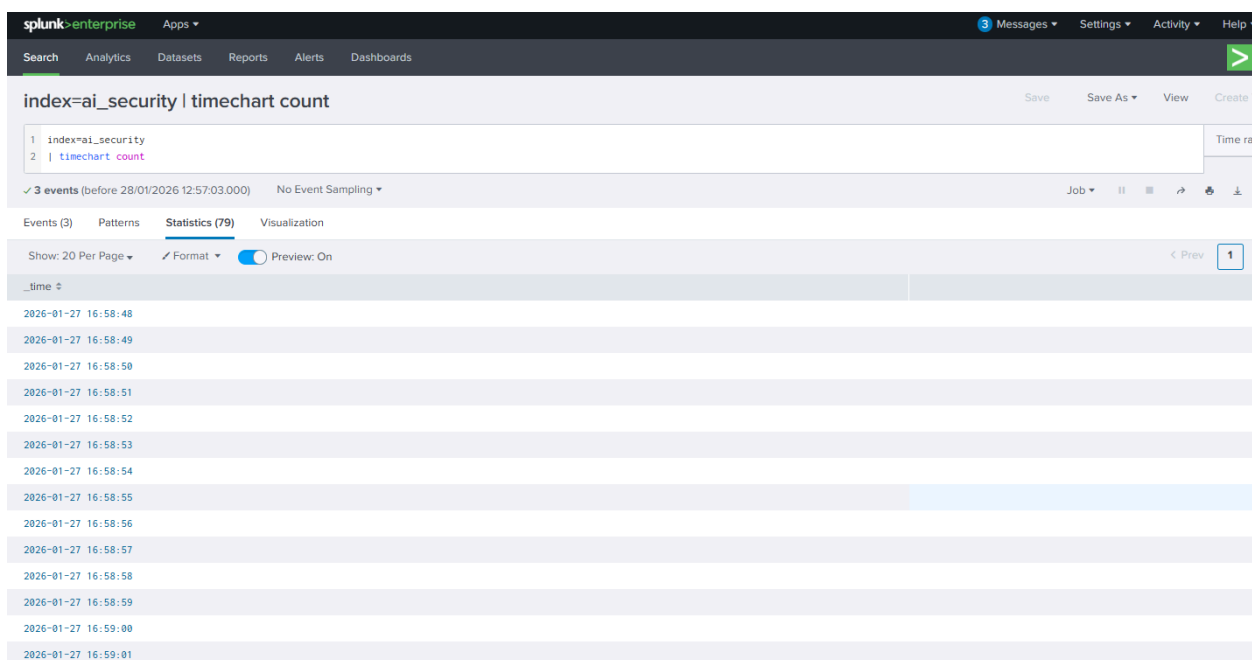 splunk>enterprise Apps 3 Messages Settings Activity Help
Search Analytics Datasets Reports Alerts Dashboards
index=ai_security | timechart count Save Save As View Create
1 index=ai_security Time ra
2 | timechart count
3 events (before 28/01/2026 12:57:03.000) No Event Sampling Job
Events (3) Patterns Statistics (79) Visualization
Show: 20 Per Page Format Preview: On < Prev 1
_time
2026-01-27 16:58:48
2026-01-27 16:58:49
2026-01-27 16:58:50
2026-01-27 16:58:51
2026-01-27 16:58:52
2026-01-27 16:58:53
2026-01-27 16:58:54
2026-01-27 16:58:55
2026-01-27 16:58:56
2026-01-27 16:58:57
2026-01-27 16:58:58
2026-01-27 16:58:59
2026-01-27 16:59:00
2026-01-27 16:59:01